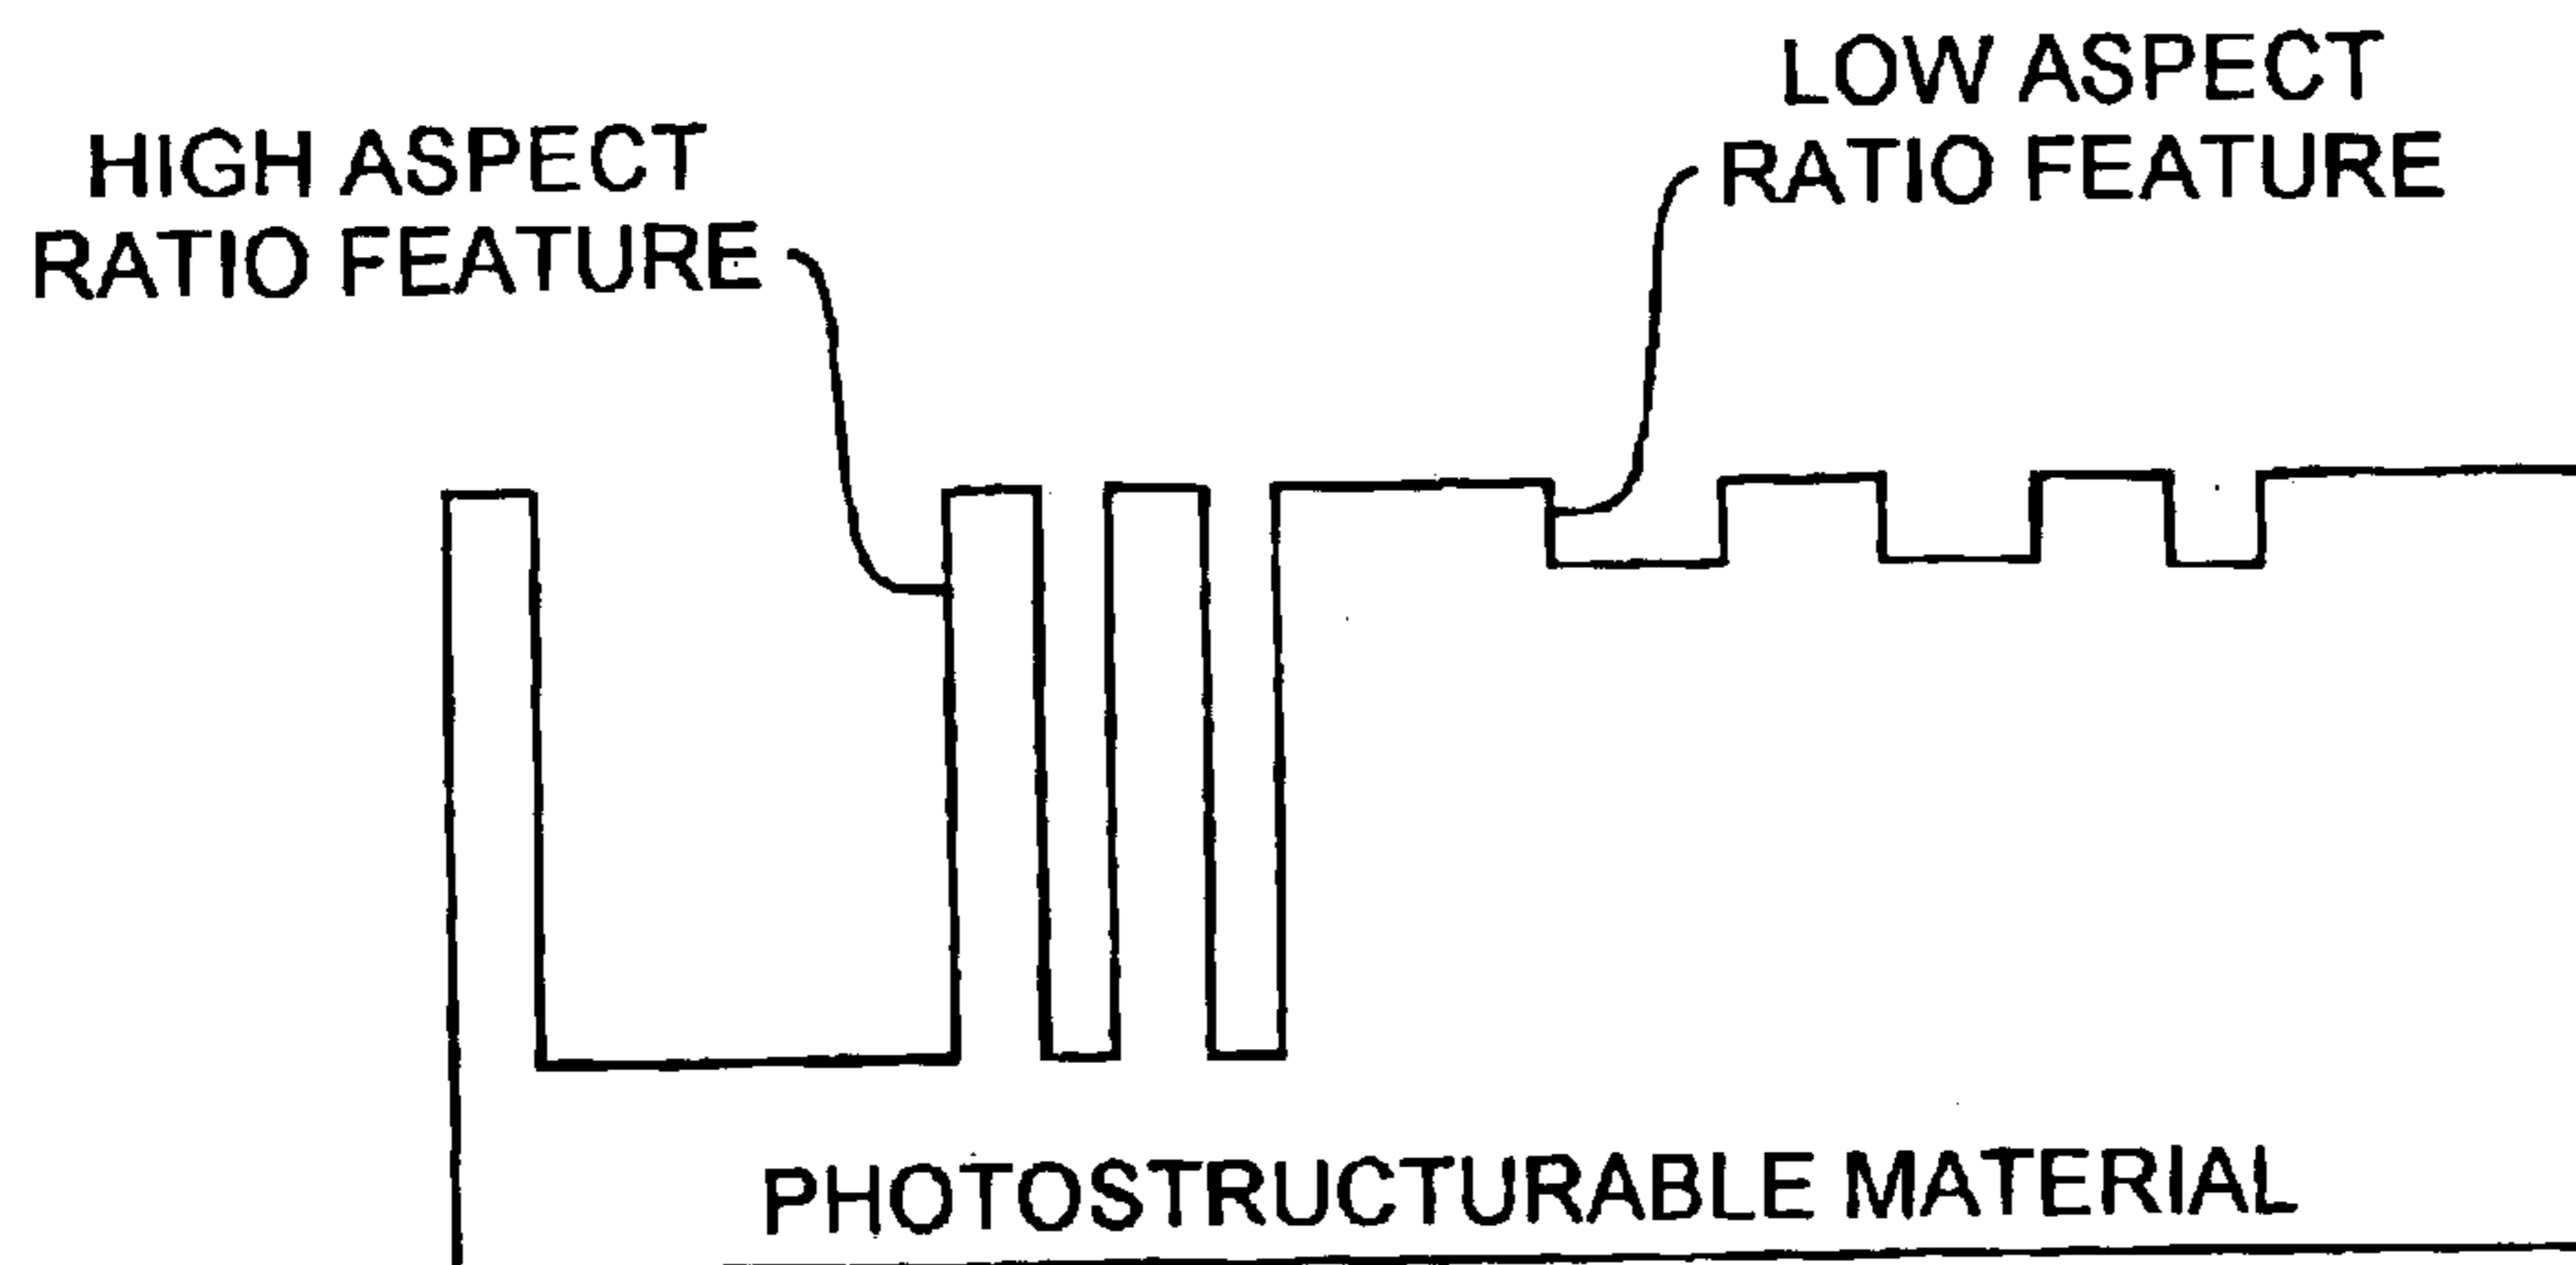 HIGH ASPECT
RATIO FEATURE
LOW ASPECT
RATIO FEATURE
PHOTOSTRUCTURABLE MATERIAL